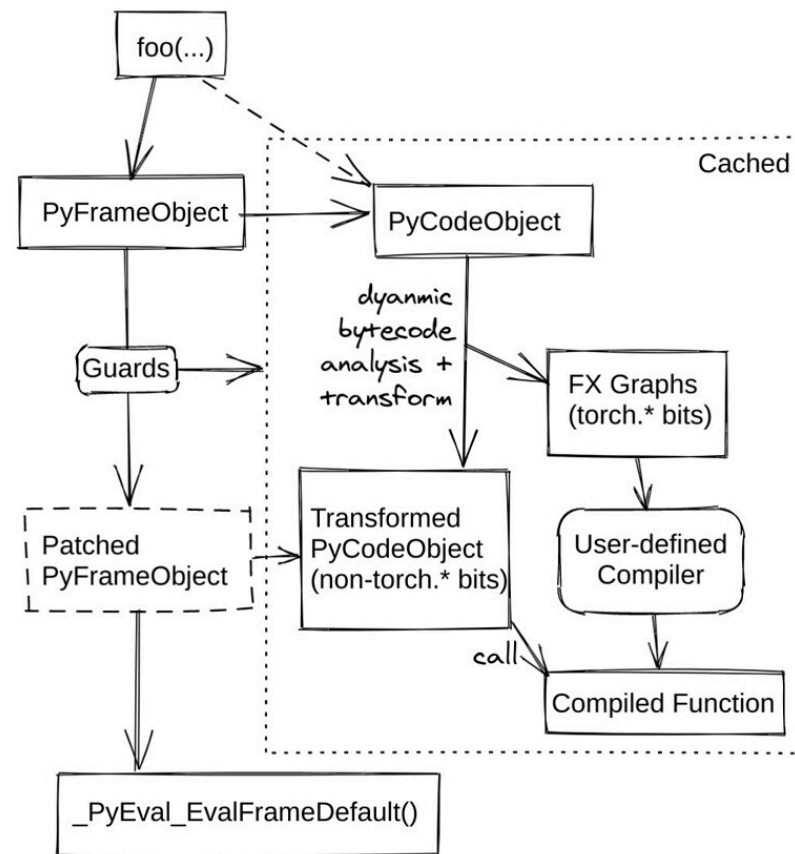 foo(...)
Cached
PyFrameObject
PyCodeObject
dyanmic
bytecode
analysis +
transform
Guards
FX Graphs
(torch.* bits)
Patched
PyFrameObject
Transformed
PyCodeObject
(non-torch.* bits)
User-defined
Compiler
call
Compiled Function
_PyEval_EvalFrameDefault()